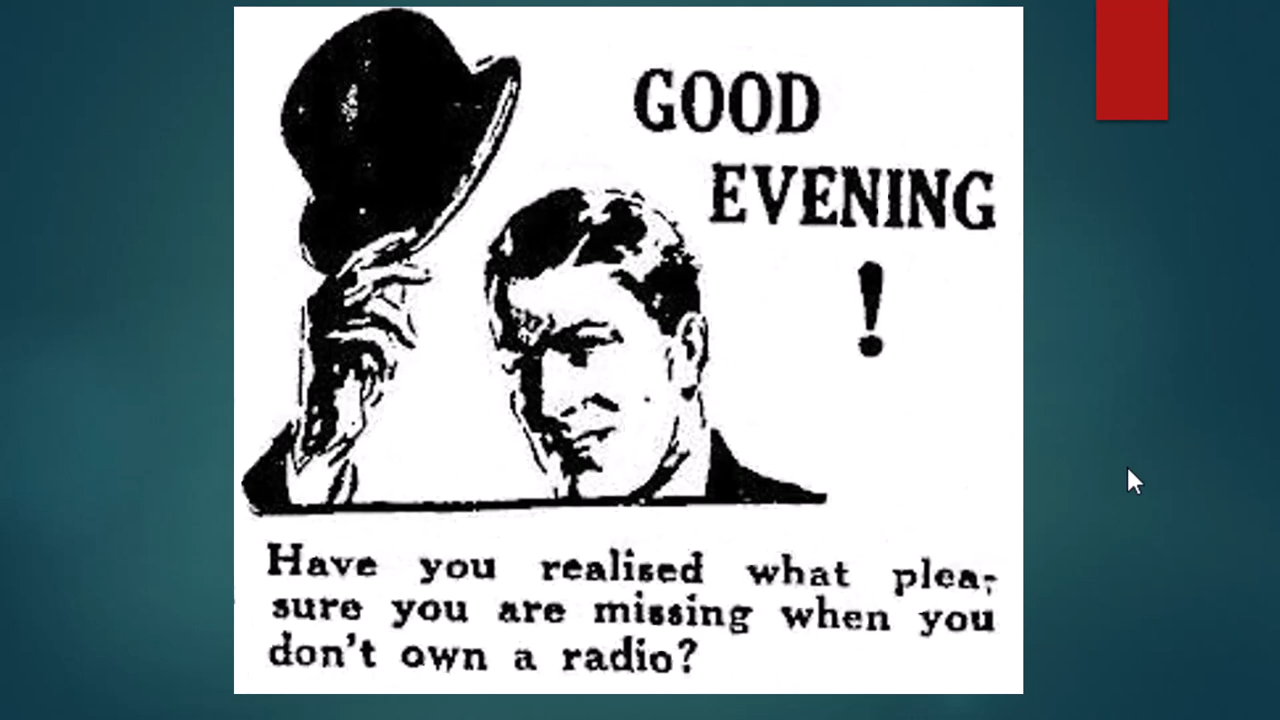 GOOD
EVENING
!
Have you realised what plea-
sure you are missing when you
don't own a radio?